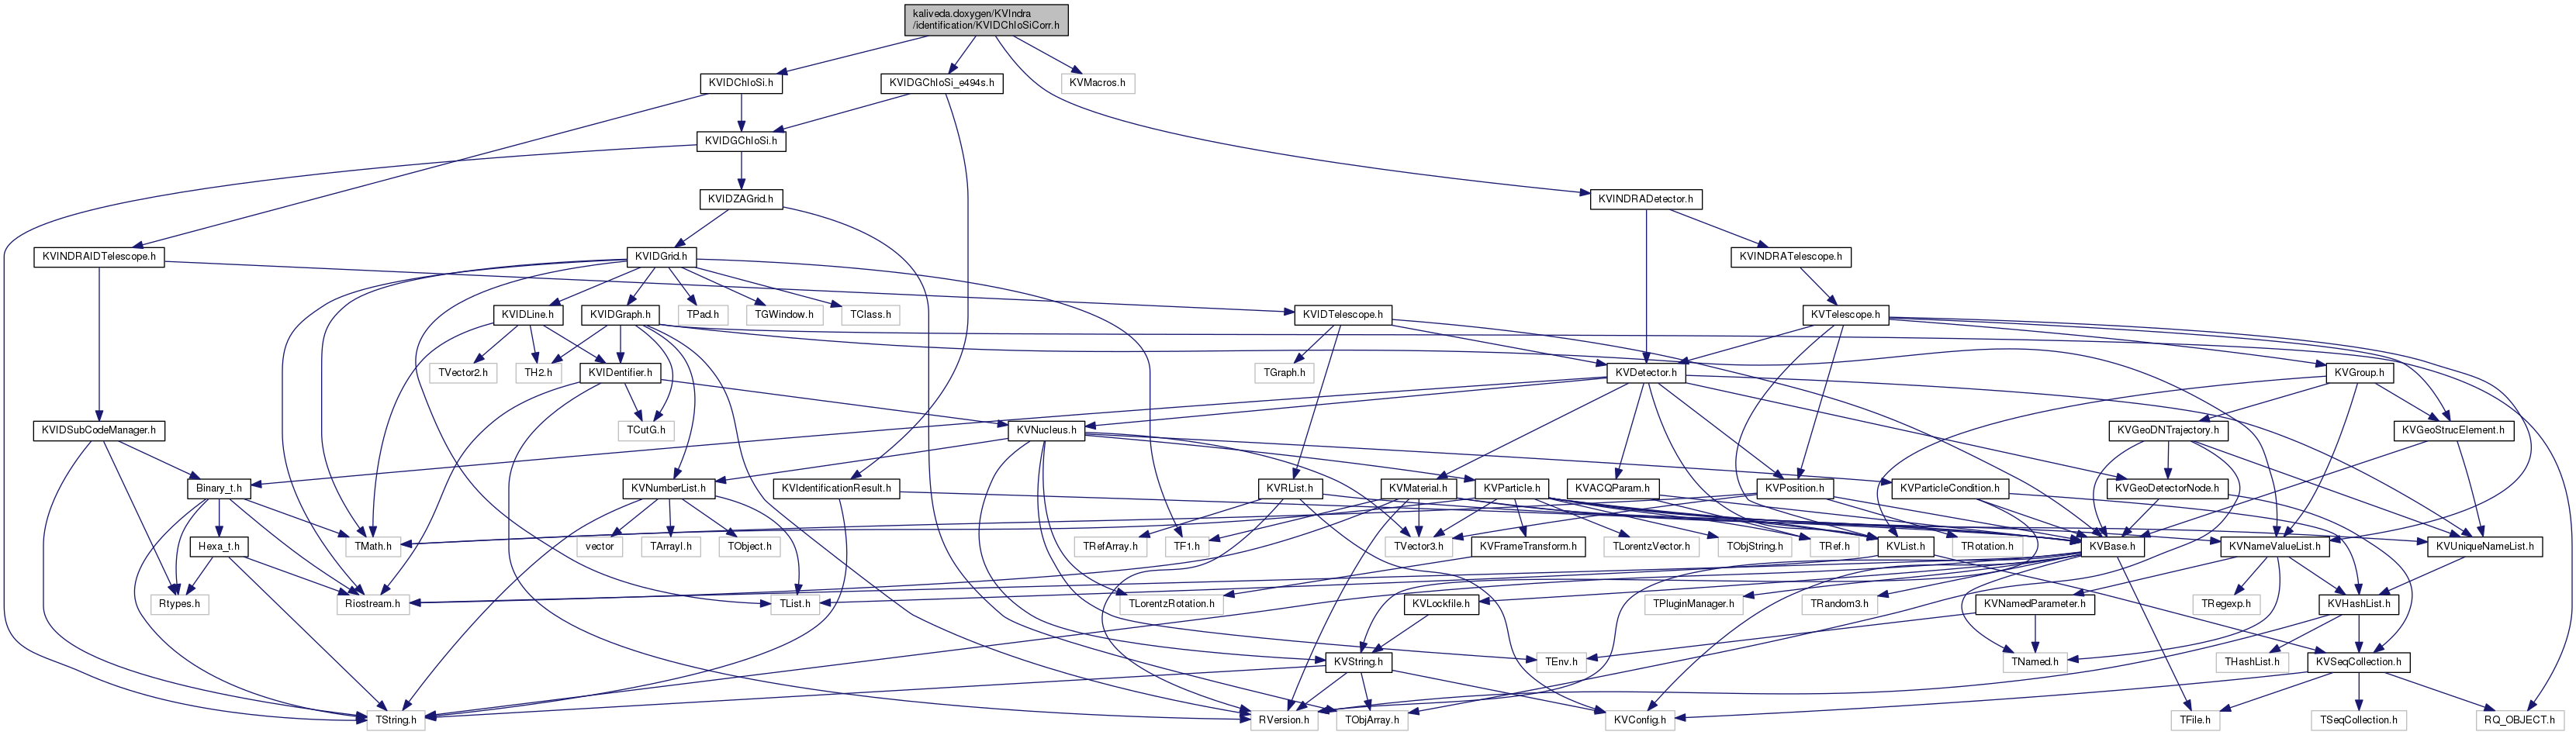 kaliveda.doxygen/KVIndra
/identification/KVIDChIoSiCorr.h
KVIDChIoSi.h
KVIDGChIoSi_e494s.h
KVMacros.h
KVIDGChIoSi.h
KVIDZAGrid.h
KVINDRADetector.h
KVINDRAIDTelescope.h
KVIDGrid.h
KVINDRATelescope.h
KVIDLine.h
KVIDGraph.h
TPad.h
TGWindow.h
TClass.h
KVIDTelescope.h
KVTelescope.h
TVector2.h
TH2.h
KVIDentifier.h
TGraph.h
KVDetector.h
KVGroup.h
KVIDSubCodeManager.h
TCutG.h
KVNucleus.h
KVGeoDNTrajectory.h
KVGeoStrucElement.h
Binary_t.h
KVNumberList.h
KVIdentificationResult.h
KVRList.h
KVMaterial.h
KVParticle.h
KVACQParam.h
KVPosition.h
KVParticleCondition.h
KVGeoDetectorNode.h
Hexa_t.h
TMath.h
vector
TArrayI.h
TObject.h
TRefArray.h
TF1.h
TVector3.h
KVFrameTransform.h
TLorentzVector.h
TObjString.h
TRef.h
KVList.h
TRotation.h
KVBase.h
KVNameValueList.h
KVUniqueNameList.h
Rtypes.h
Riostream.h
TList.h
TLorentzRotation.h
KVLockfile.h
TPluginManager.h
TRandom3.h
KVNamedParameter.h
TRegexp.h
KVHashList.h
KVString.h
TEnv.h
TNamed.h
THashList.h
KVSeqCollection.h
TString.h
RVersion.h
TObjArray.h
KVConfig.h
TFile.h
TSeqCollection.h
RQ_OBJECT.h